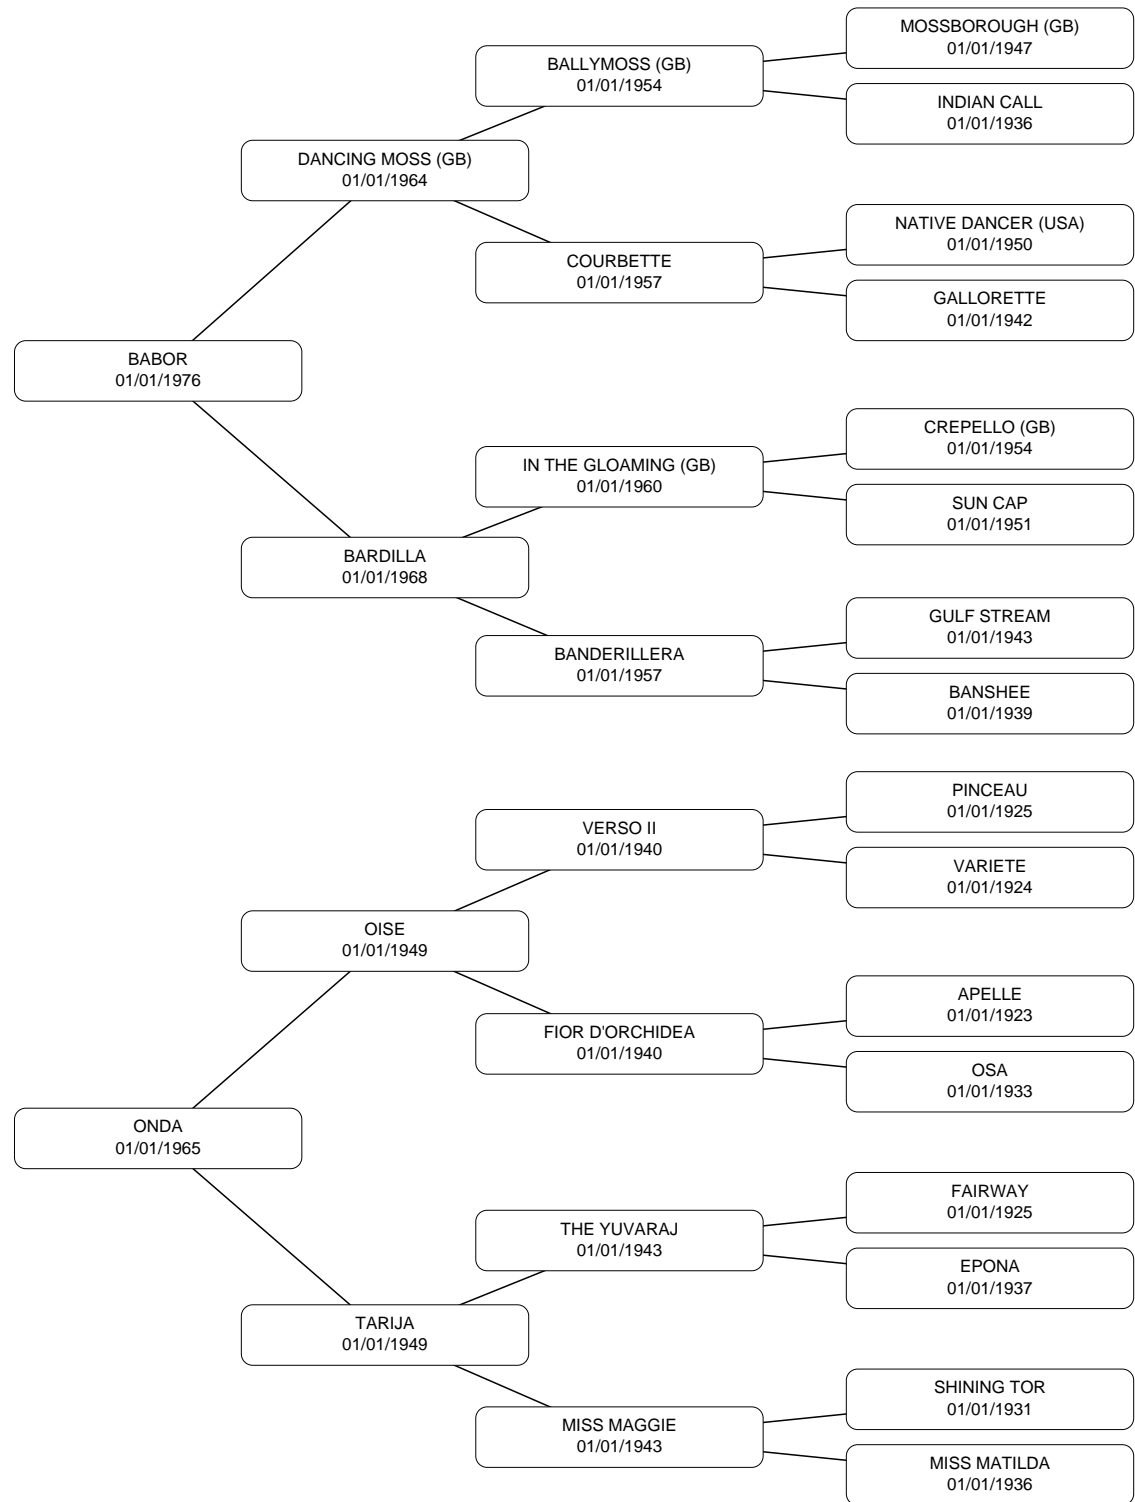 MOSSBOROUGH (GB)
01/01/1947
BALLYMOSS (GB)
01/01/1954
INDIAN CALL
01/01/1936
DANCING MOSS (GB)
01/01/1964
NATIVE DANCER (USA)
01/01/1950
COURBETTE
01/01/1957
GALLORETTE
01/01/1942
BABOR
01/01/1976
CREPELLO (GB)
01/01/1954
IN THE GLOAMING (GB)
01/01/1960
SUN CAP
01/01/1951
BARDILLA
01/01/1968
GULF STREAM
01/01/1943
BANDERILLERA
01/01/1957
BANSHEE
01/01/1939
PINCEAU
01/01/1925
VERSO II
01/01/1940
VARIETE
01/01/1924
OISE
01/01/1949
APELLE
01/01/1923
FIOR D'ORCHIDEA
01/01/1940
OSA
01/01/1933
ONDA
01/01/1965
FAIRWAY
01/01/1925
THE YUVARAJ
01/01/1943
EPONA
01/01/1937
TARIJA
01/01/1949
SHINING TOR
01/01/1931
MISS MAGGIE
01/01/1943
MISS MATILDA
01/01/1936